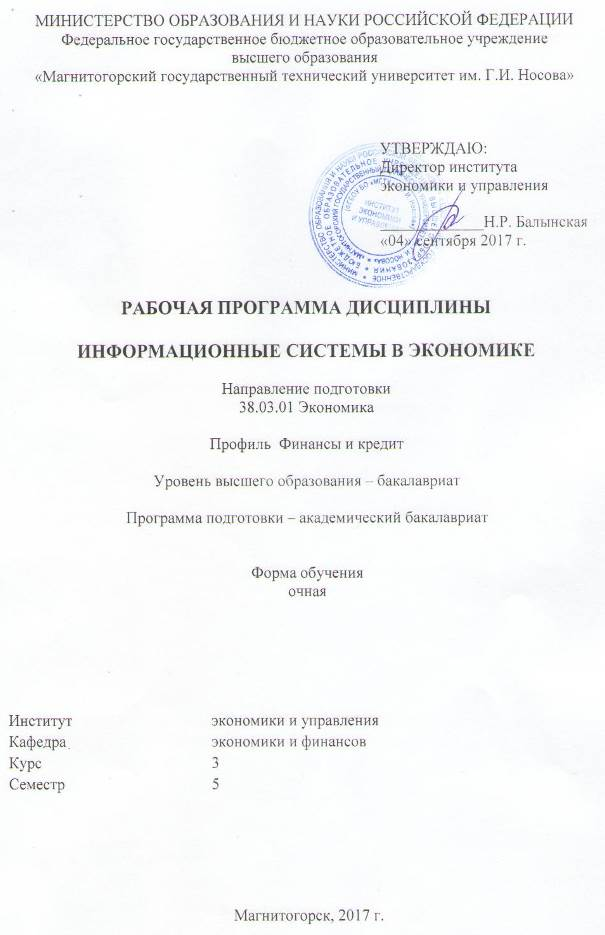 МИНИСТЕРСТВО ОБРАЗОВАНИЯ И НАУКИ РОССИЙСКОЙ ФЕДЕРАЦИИ
Федеральное государственное бюджетное образовательное учреждение
высшего образования
«Магнитогорский государственный технический университет им. Г.И. Носова»
УТВЕРЖДАЮ:
Директор института
экономики и управления
Н.Р. Балынская
«04» сентября 2017 г.
ИНСТИТУТ
ЭКОНОМИКИ
И УПРАВЛЕНИЯ
РАБОЧАЯ ПРОГРАММА ДИСЦИПЛИНЫ
ИНФОРМАЦИОННЫЕ СИСТЕМЫ В ЭКОНОМИКЕ
Направление подготовки
38.03.01 Экономика
Профиль Финансы и кредит
Уровень высшего образования – бакалавриат
Программа подготовки – академический бакалавриат
Форма обучения
очная
Институт экономики и управления
Кафедра экономики и финансов
Курс 3
Семестр 5
Магнитогорск, 2017 г.